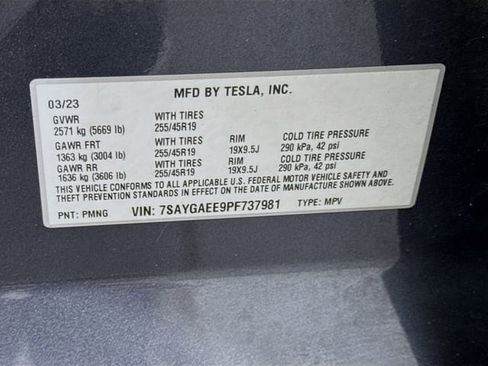 MFD BY TESLA, INC.
03/23
GVWR WITH TIRES
2571 kg (5669 lb) 255/45R19 RIM COLD TIRE PRESSURE
GAWR FRT WITH TIRES 19X9.5J 290 kPa, 42 psi
1363 kg (3004 lb) 255/45R19 RIM COLD TIRE PRESSURE
GAWR RR WITH TIRES 19X9.5J 290 kPa, 42 psi
1636 kg (3606 lb) 255/45R19
THIS VEHICLE CONFORMS TO ALL APPLICABLE U.S. FEDERAL MOTOR VEHICLE SAFETY AND
THEFT PREVENTION STANDARDS IN EFFECT ON THE DATE OF MANUFACTURE SHOWN ABOVE.
PNT: PMNG VIN: 7SAYGAEE9PF737981 TYPE: MPV